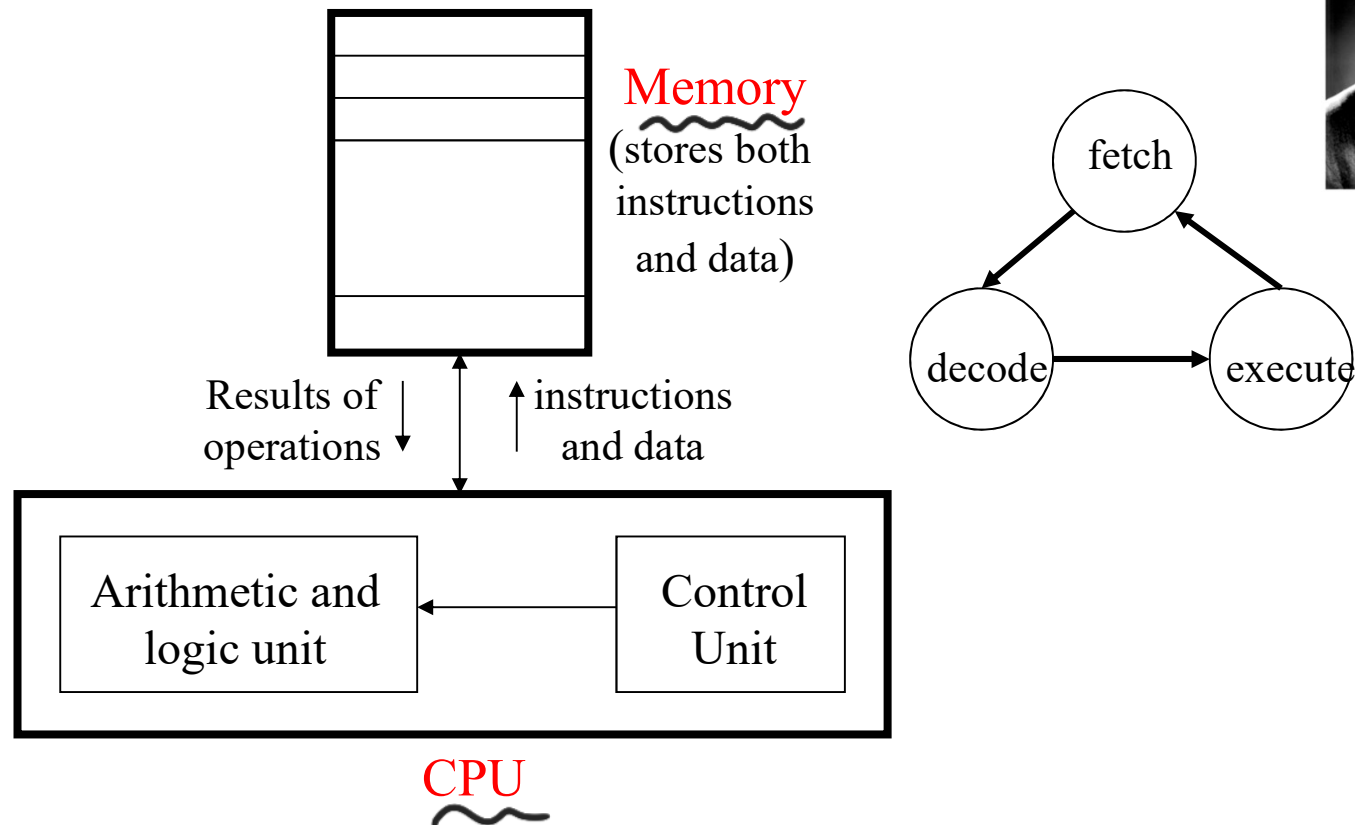 Memory
(stores both
instructions
and data)
fetch
decode
execute
Results of
operations
instructions
and data
Arithmetic and
logic unit
Control
Unit
CPU